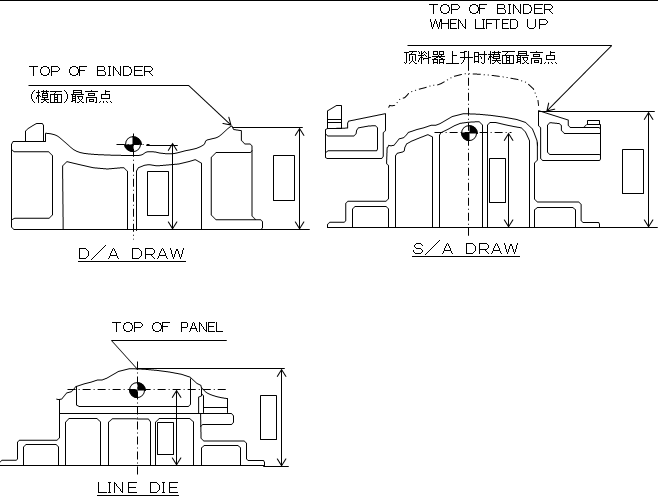 TOP OF BINDER
WHEN LIFTED UP
顶料器上升时模面最高点
TOP OF BINDER
(模面)最高点
D/A DRAW
S/A DRAW
TOP OF PANEL
LINE DIE